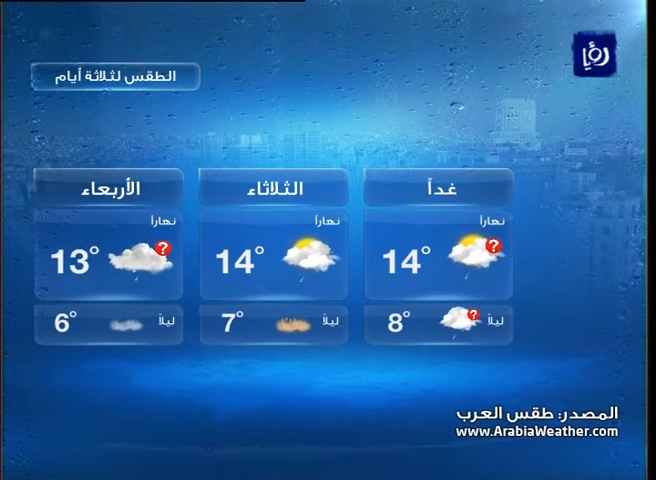 رؤيا
الطقس لثلاثة أيام
غداً
الثلاثاء
الأربعاء
نهاراً
نهاراً
نهاراً
14°
?
14°
13°
?
ليلاً
ليلاً
ليلاً
8°
?
7°
6°
المصدر: طقس العرب
www.ArabiaWeather.com